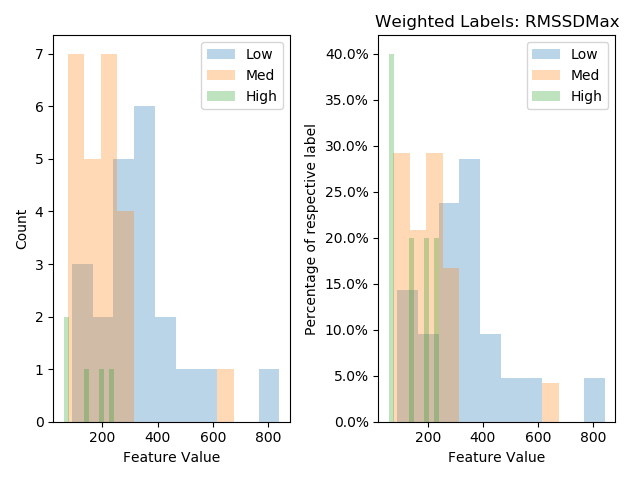 Weighted Labels: RMSSDMax
7
6
5
4
3
2
1
0
Count
200
400
600
800
Feature Value
Low
Med
High
40.0%
35.0%
30.0%
25.0%
20.0%
15.0%
10.0%
5.0%
0.0%
Percentage of respective label
200
400
600
800
Feature Value
Low
Med
High